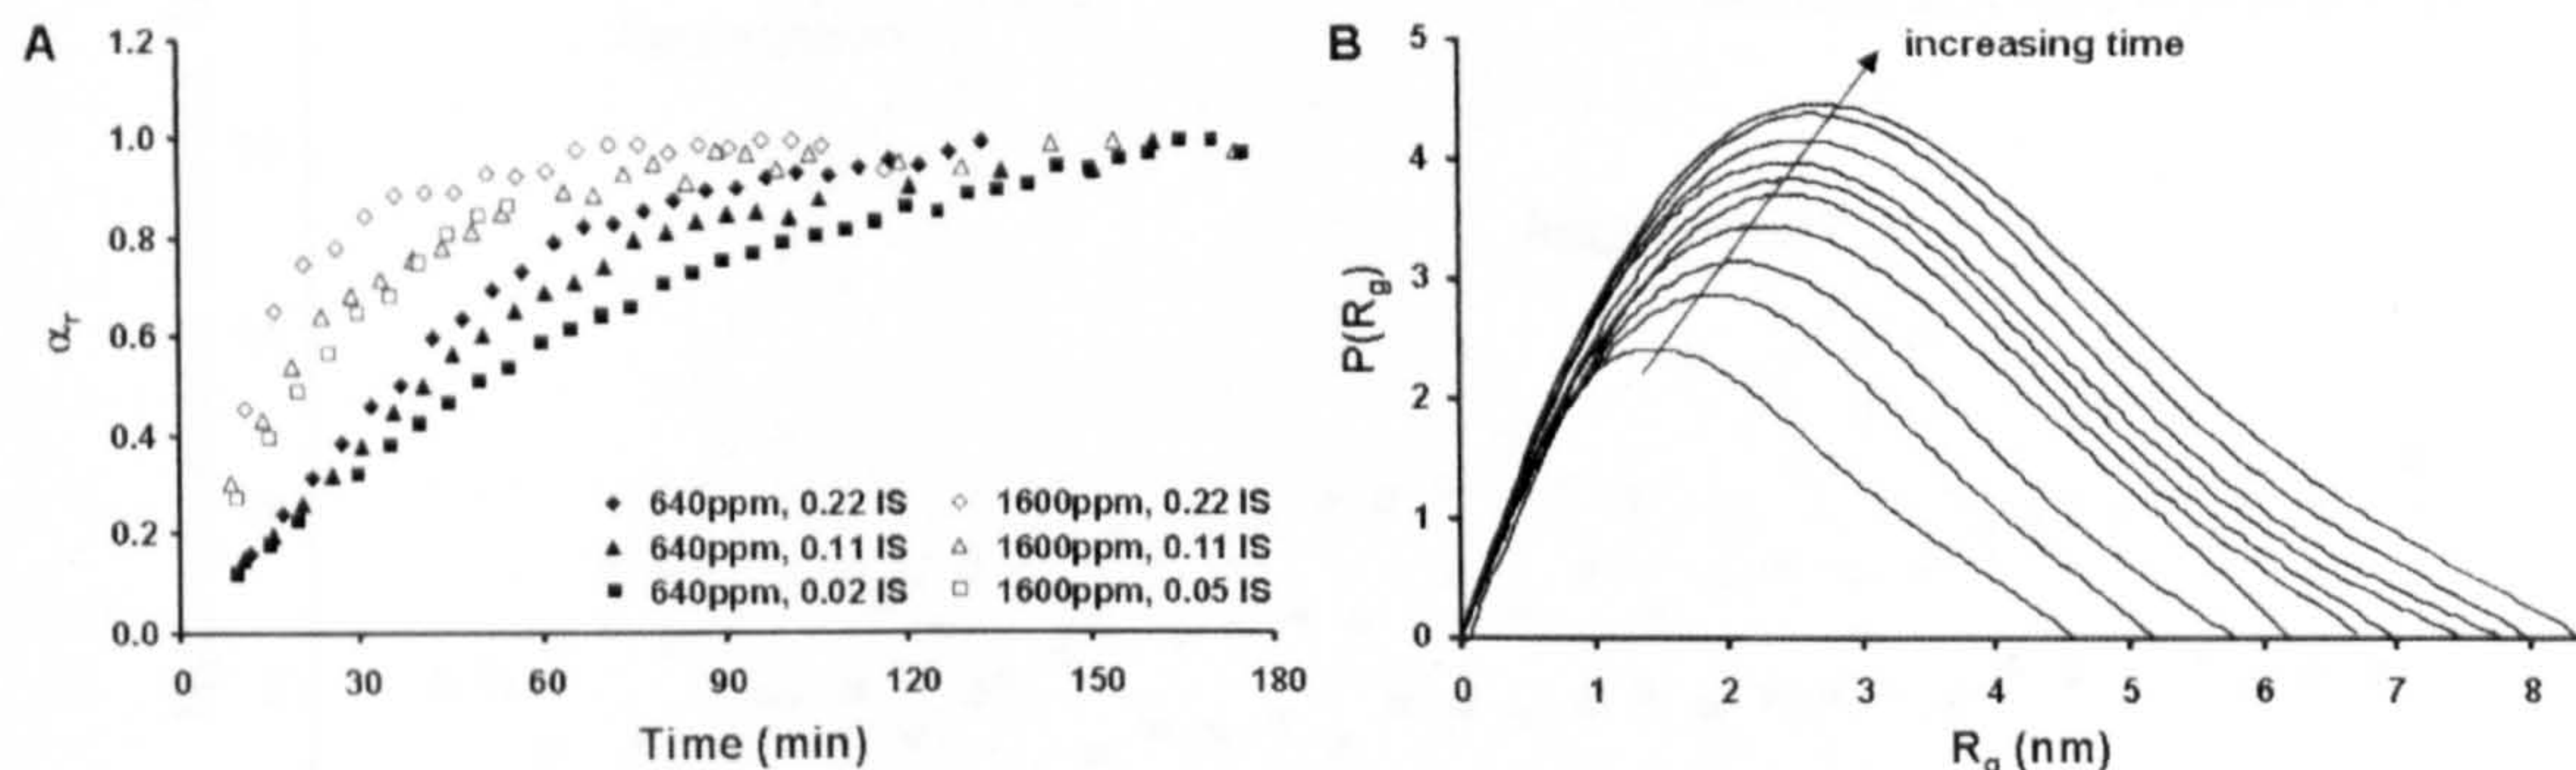 A
1.2
1.0
0.8
0.6
0.4
0.2
0.0
αr
0 30 60 90 120 150 180
Time (min)
640ppm, 0.22 IS 1600ppm, 0.22 IS
640ppm, 0.11 IS 1600ppm, 0.11 IS
640ppm, 0.02 IS 1600ppm, 0.05 IS
B
increasing time
5
4
3
2
1
0
P(Rg)
0 1 2 3 4 5 6 7 8
Rg (nm)